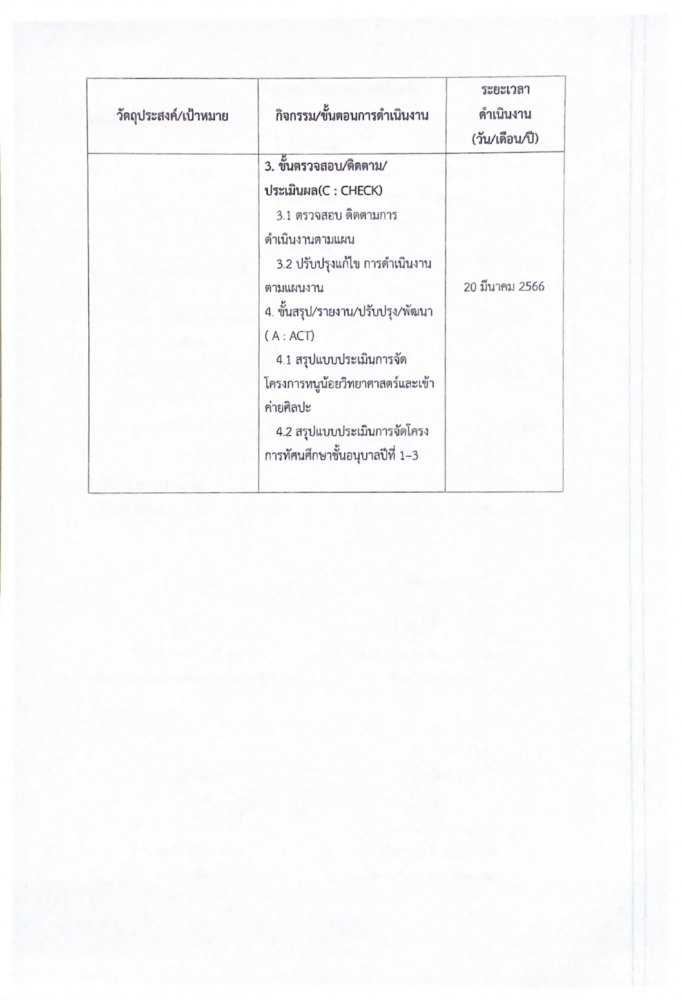 วัตถุประสงค์/เป้าหมาย
กิจกรรม/ขั้นตอนการดำเนินงาน
ระยะเวลา
ดำเนินงาน
(วัน/เดือน/ปี)
3. ขั้นตรวจสอบ/ติดตาม/
ประเมินผล(C : CHECK)
3.1 ตรวจสอบ ติดตามการ
ดำเนินงานตามแผน
3.2 ปรับปรุงแก้ไข การดำเนินงาน
ตามแผนงาน
20 มีนาคม 2566
4. ขั้นสรุป/รายงาน/ปรับปรุง/พัฒนา
( A : ACT)
4.1 สรุปแบบประเมินการจัด
โครงการหนูน้อยวิทยาศาสตร์และเข้า
ค่ายศิลปะ
4.2 สรุปแบบประเมินการจัดโครง
การทัศนศึกษาชั้นอนุบาลปีที่ 1–3